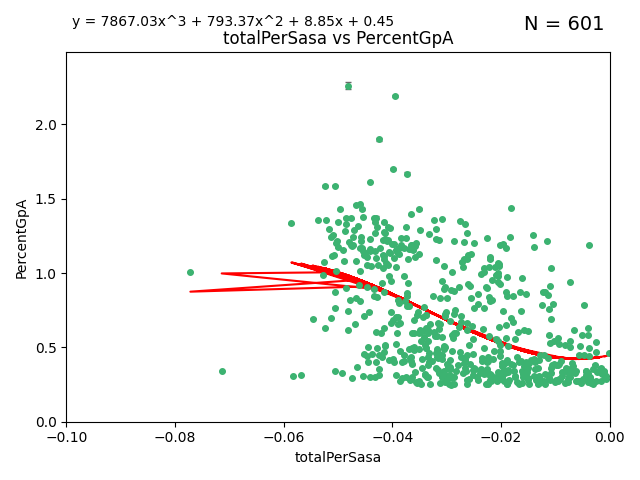 y = 7867.03x^3 + 793.37x^2 + 8.85x + 0.45
N = 601
totalPerSasa vs PercentGpA
PercentGpA
2.0
1.5
1.0
0.5
0.0
−0.10 −0.08 −0.06 −0.04 −0.02 0.00
totalPerSasa